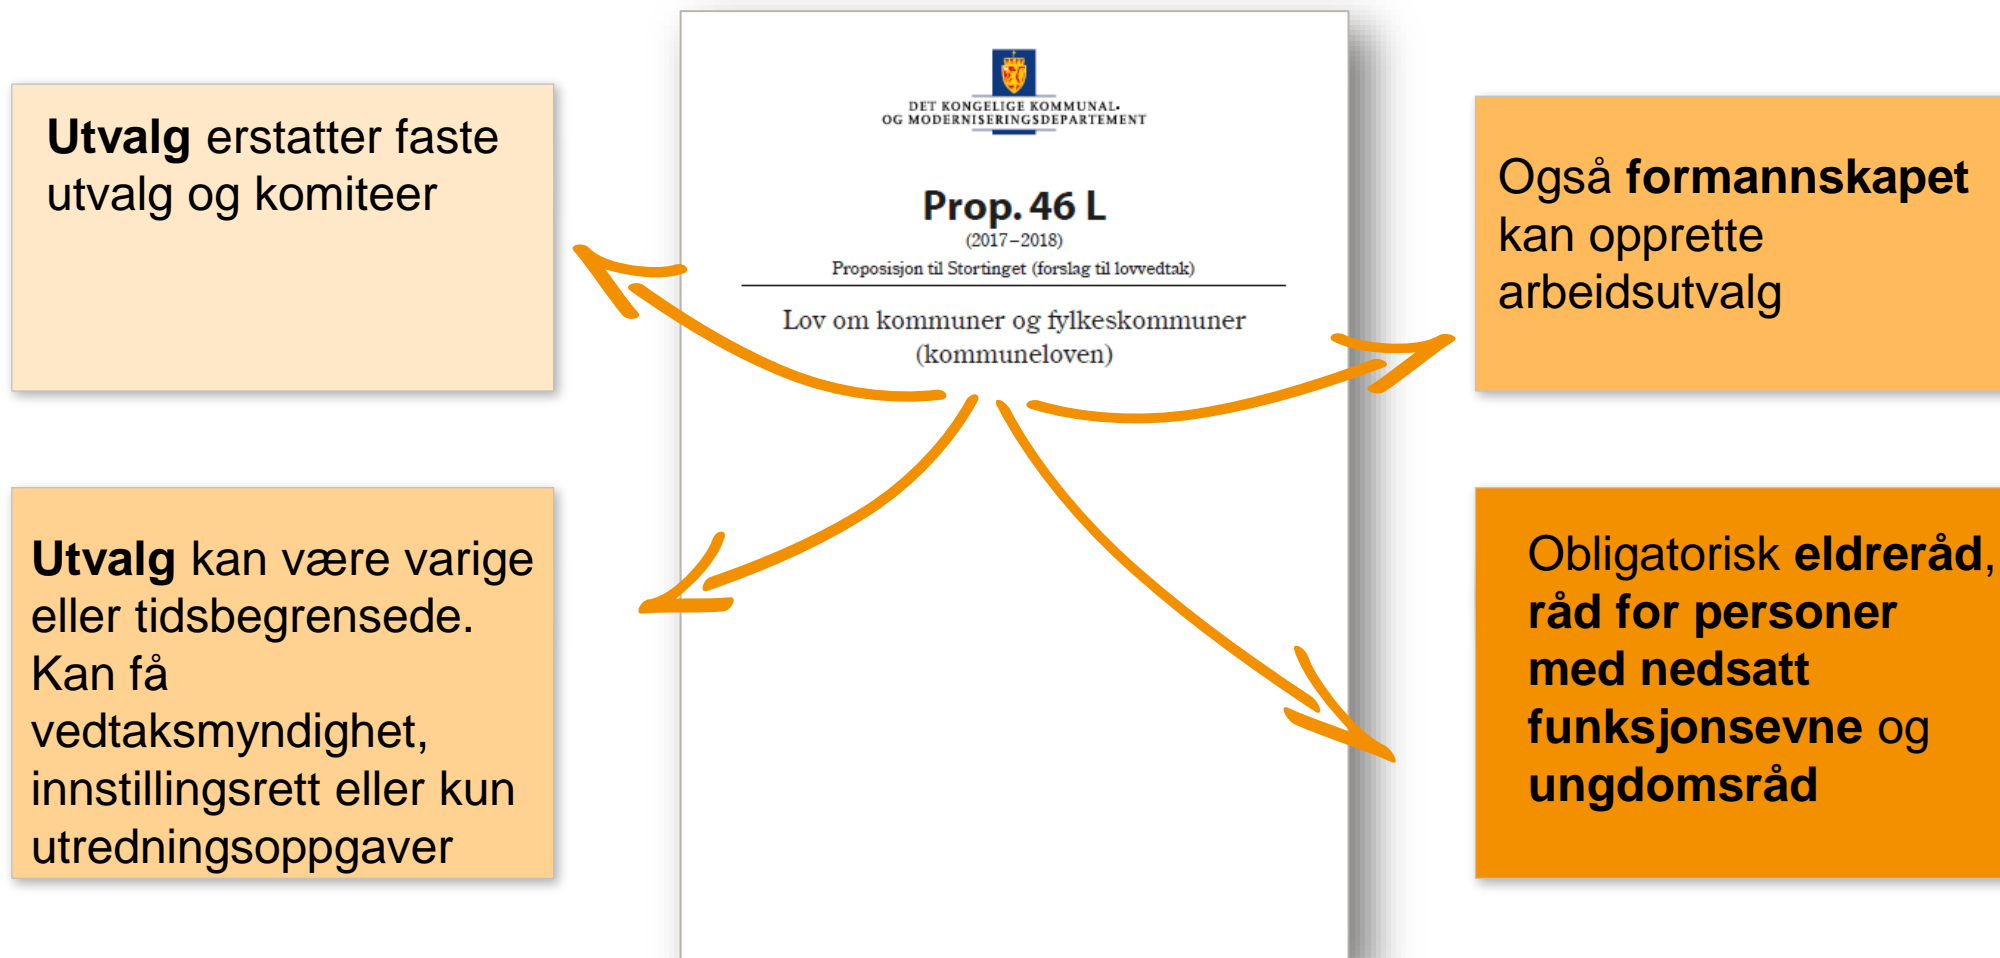 Utvalg erstatter faste
utvalg og komiteer
Utvalg kan være varige
eller tidsbegrensede.
Kan få
vedtaksmyndighet,
innstillingsrett eller kun
utredningsoppgaver
DET KONGELIGE KOMMUNAL-
OG MODERNISERINGSDEPARTEMENT
Prop. 46 L
(2017–2018)
Proposisjon til Stortinget (forslag til lovvedtak)
Lov om kommuner og fylkeskommuner
(kommuneloven)
Også formannskapet
kan opprette
arbeidsutvalg
Obligatorisk eldreråd,
råd for personer
med nedsatt
funksjonsevne og
ungdomsråd